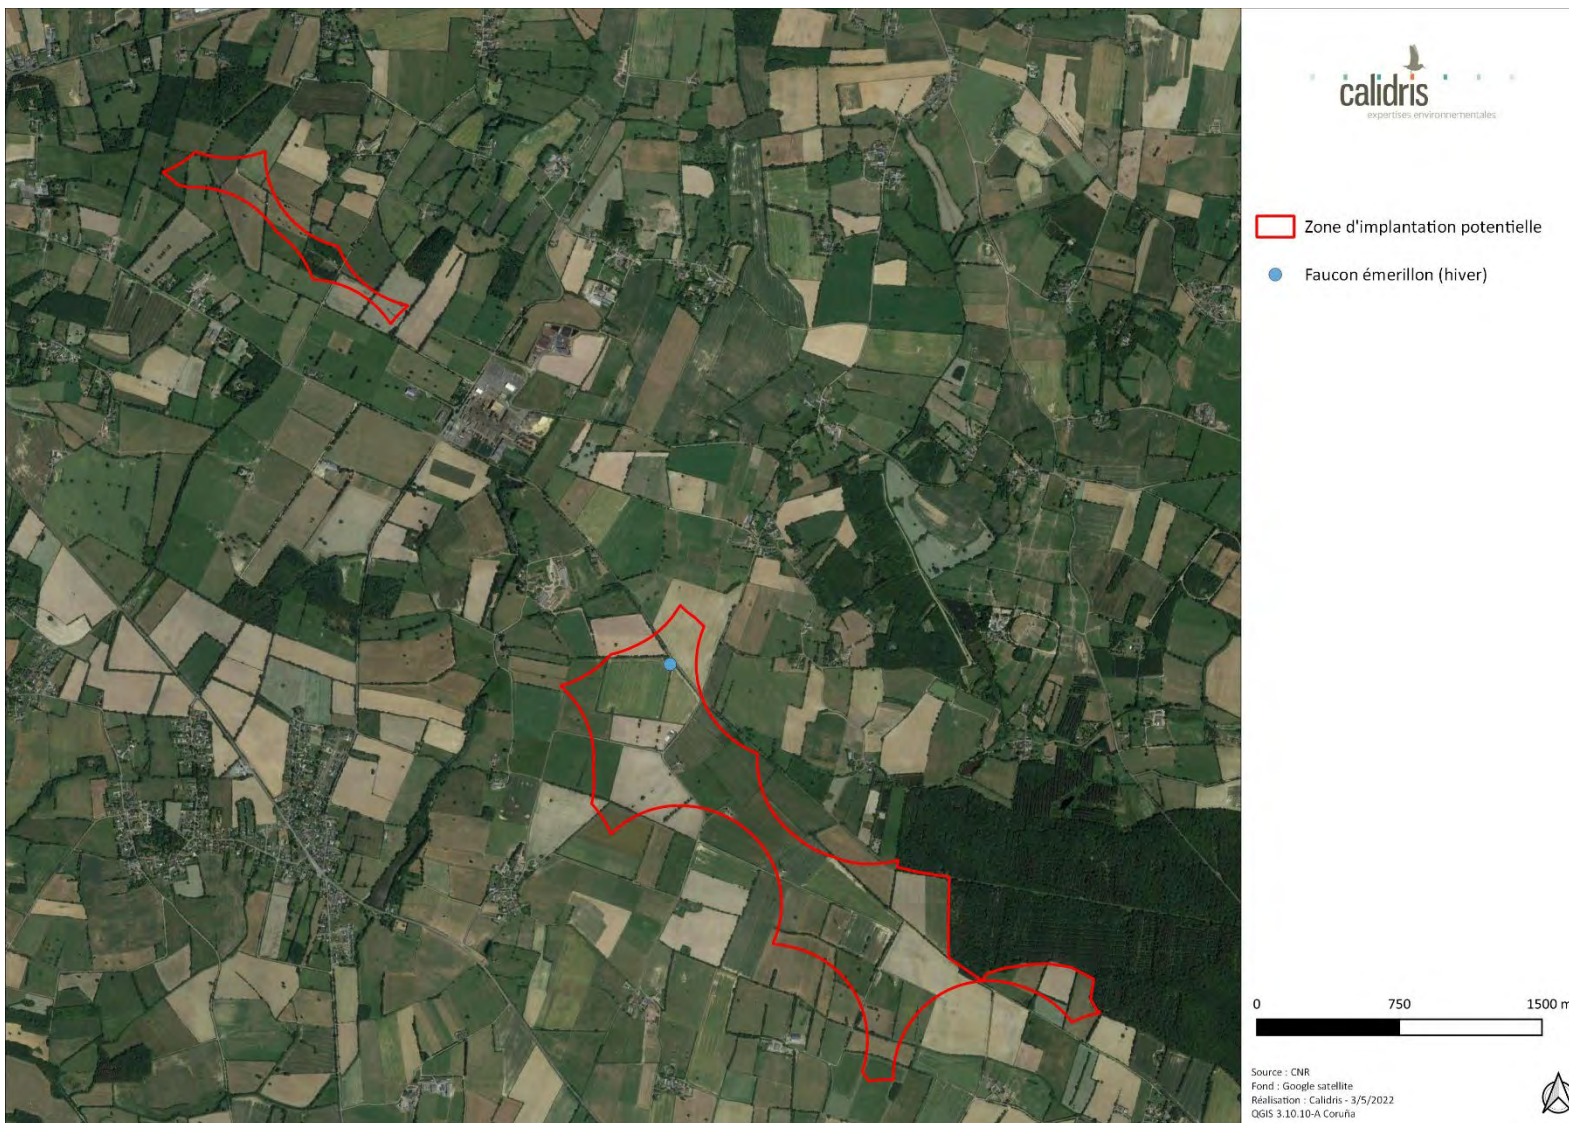 calidris
expertises environnementales
Zone d'implantation potentielle
Faucon émerillon (hiver)
0 750 1500 m
Source : CNR
Fond : Google satellite
Réalisation : Calidris - 3/5/2022
QGIS 3.10.10-A Coruña